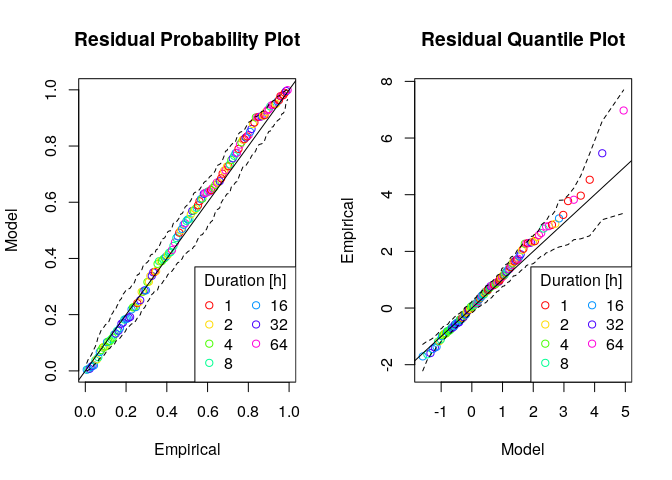 Residual Probability Plot
Model
1.0
0.8
0.6
0.4
0.2
0.0
Duration [h]
1 16
2 32
4 64
8
0.0 0.2 0.4 0.6 0.8 1.0
Empirical
Residual Quantile Plot
Empirical
8
6
4
2
0
-2
Duration [h]
1 16
2 32
4 64
8
-1 0 1 2 3 4 5
Model